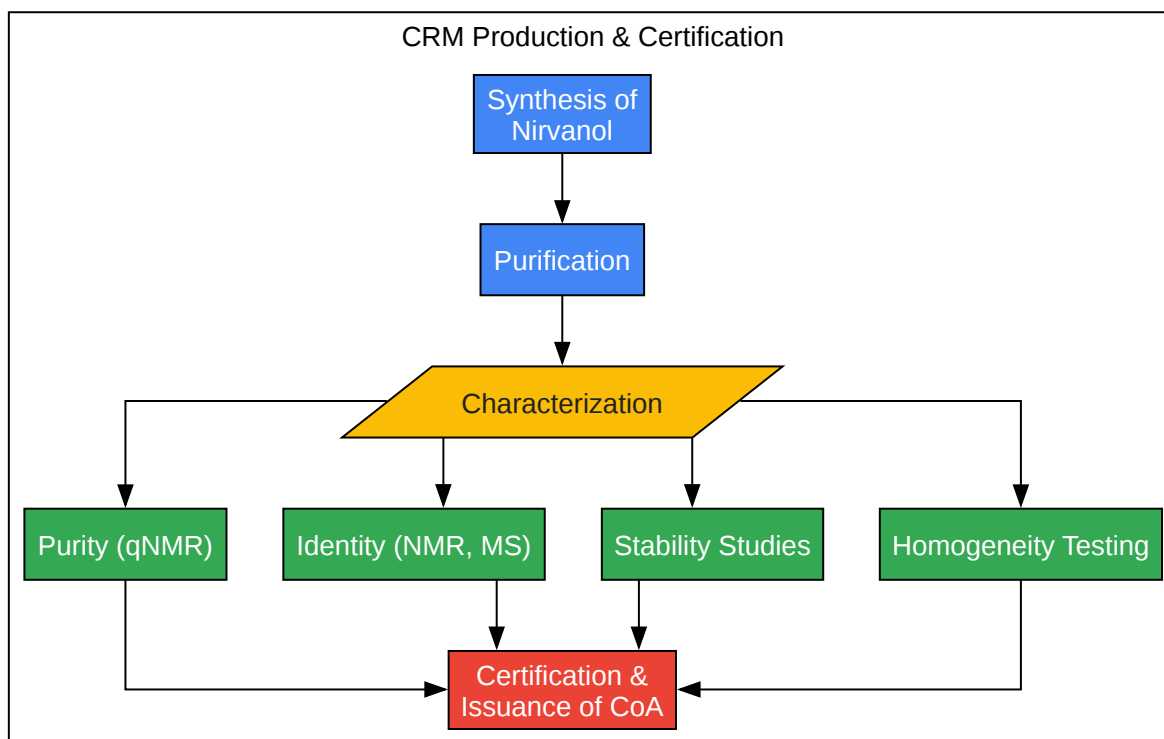 CRM Production & Certification
Synthesis of
Nirvanol
Purification
Characterization
Purity (qNMR)
Identity (NMR, MS)
Stability Studies
Homogeneity Testing
Certification &
Issuance of CoA